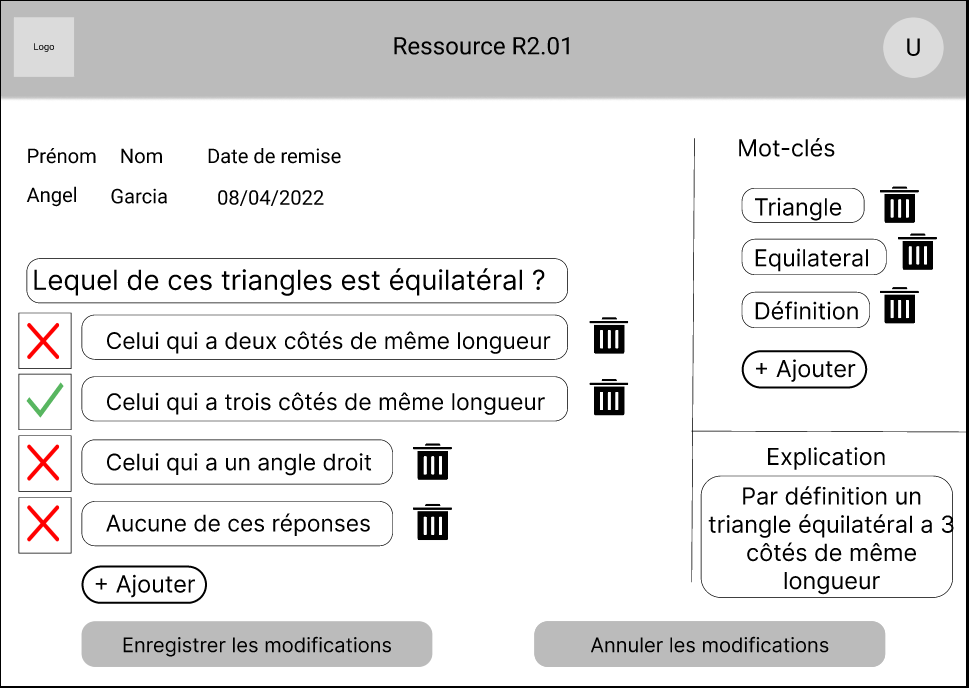 Logo
Ressource R2.01
U
Prénom Nom Date de remise
Angel Garcia 08/04/2022
Lequel de ces triangles est équilatéral ?
Celui qui a deux côtés de même longueur
Celui qui a trois côtés de même longueur
Celui qui a un angle droit
Aucune de ces réponses
+ Ajouter
Mot-clés
Triangle
Equilateral
Définition
+ Ajouter
Explication
Par définition un
triangle équilatéral a 3
côtés de même
longueur
Enregistrer les modifications
Annuler les modifications